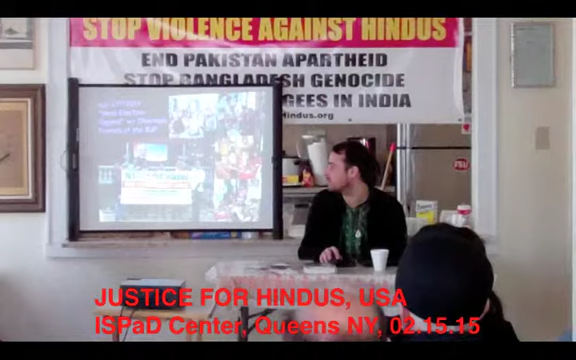 STOP VIOLENCE AGAINST HINDUS
END PAKISTAN APARTHEID
STOP BANGLADESH GENOCIDE
GEES IN INDIA
Hindus.org
JUSTICE FOR HINDUS, USA
ISPaD Center, Queens NY, 02.15.15